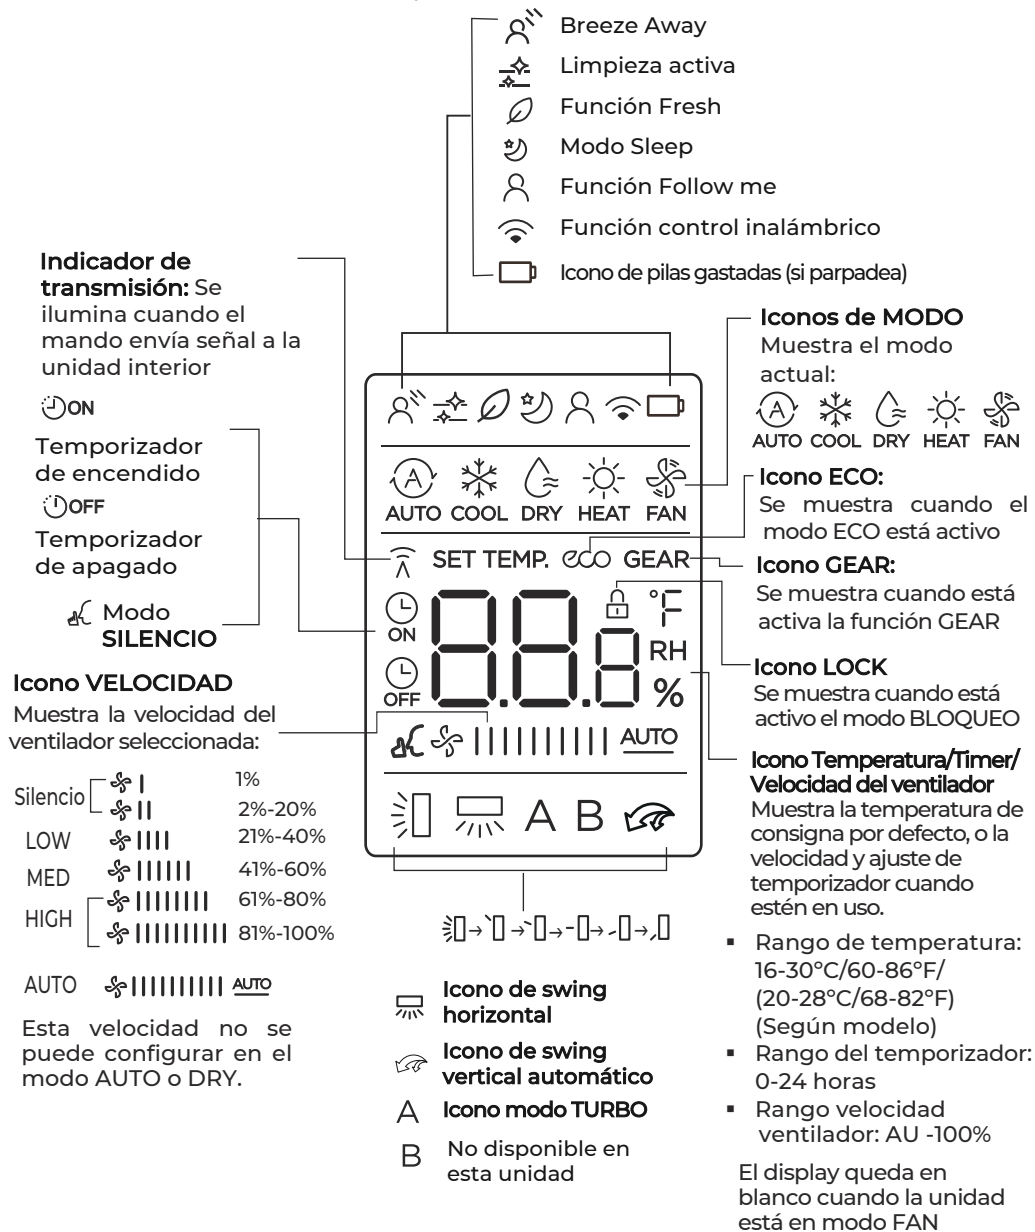 Breeze Away
Limpieza activa
Función Fresh
Modo Sleep
Función Follow me
Función control inalámbrico
Icono de pilas gastadas (si parpadea)
Indicador de
transmisión: Se
ilumina cuando el
mando envía señal a la
unidad interior
ON
Temporizador
de encendido
OFF
Temporizador
de apagado
Modo
SILENCIO
Icono VELOCIDAD
Muestra la velocidad del
ventilador seleccionada:
Silencio
1%
2%-20%
LOW 21%-40%
MED 41%-60%
HIGH
61%-80%
81%-100%
AUTO AUTO
Esta velocidad no se
puede configurar en el
modo AUTO o DRY.
AUTO COOL DRY HEAT FAN
SET TEMP. eco GEAR
ON
OFF
88.8
°F
RH
%
AUTO
A B
Icono de swing
horizontal
Icono de swing
vertical automático
A Icono modo TURBO
B No disponible en
esta unidad
Iconos de MODO
Muestra el modo
actual:
A
AUTO COOL DRY HEAT FAN
Icono ECO:
Se muestra cuando el
modo ECO está activo
Icono GEAR:
Se muestra cuando está
activa la función GEAR
Icono LOCK
Se muestra cuando está
activo el modo BLOQUEO
Icono Temperatura/Timer/
Velocidad del ventilador
Muestra la temperatura de
consigna por defecto, o la
velocidad y ajuste de
temporizador cuando
estén en uso.
▪ Rango de temperatura:
16-30°C/60-86°F/
(20-28°C/68-82°F)
(Según modelo)
▪ Rango del temporizador:
0-24 horas
▪ Rango velocidad
ventilador: AU -100%
El display queda en
blanco cuando la unidad
está en modo FAN